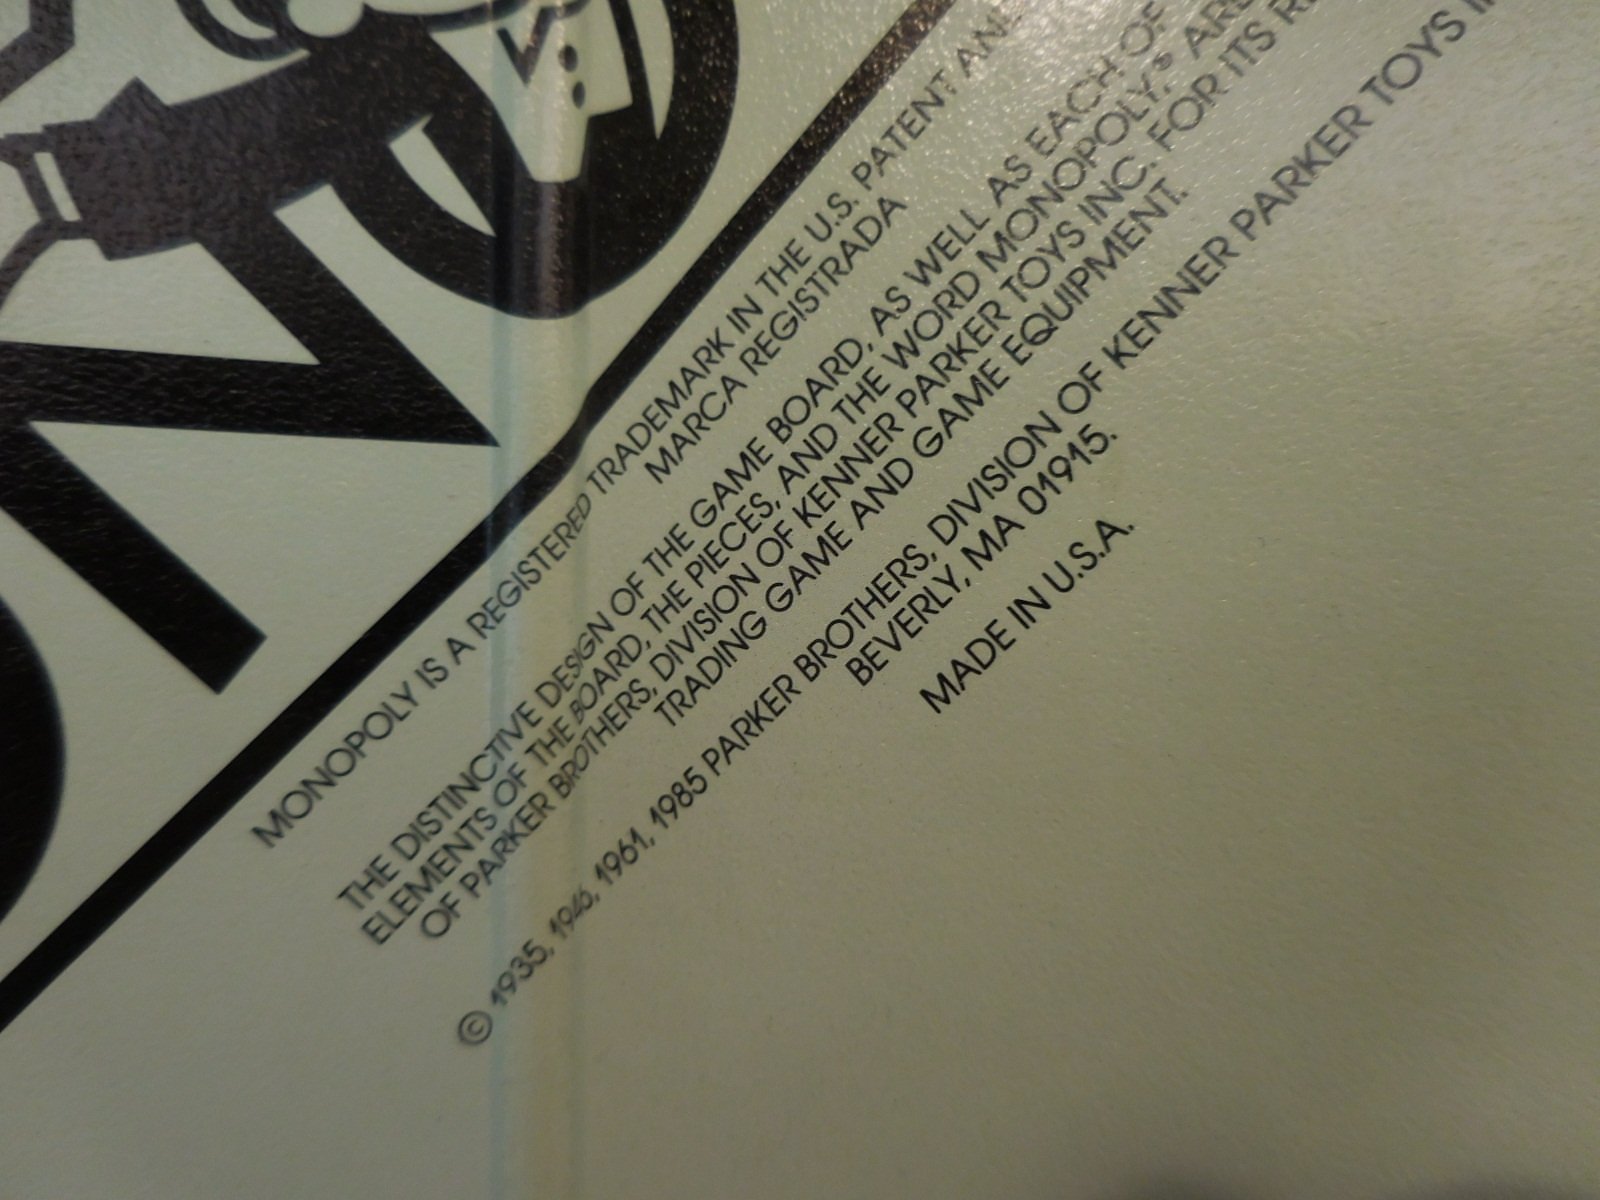 MONOPOLY IS A REGISTERED TRADEMARK IN THE U.S. PATENT
MARCA REGISTRADA
THE DISTINCTIVE DESIGN OF THE GAME BOARD, AS WELL AS EACH OF
ELEMENTS OF THE BOARD, THE PIECES, AND THE WORD MONOPOLY,® ARE
OF PARKER BROTHERS, DIVISION OF KENNER PARKER TOYS INC. FOR ITS
TRADING GAME AND GAME EQUIPMENT.
© 1935, 1946, 1961, 1985 PARKER BROTHERS, DIVISION OF KENNER PARKER TOYS
BEVERLY, MA 01915.
MADE IN U.S.A.